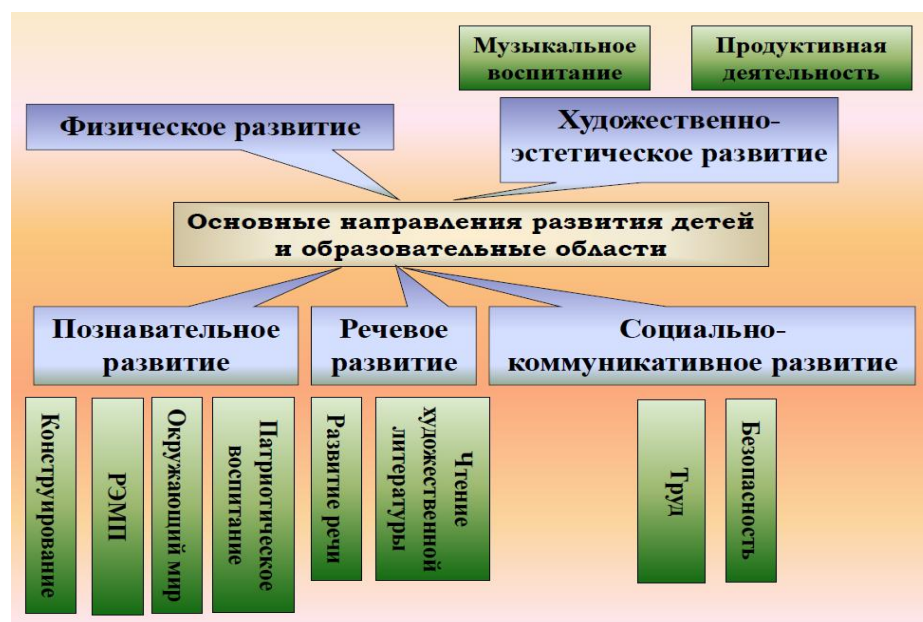 Музыкальное
воспитание
Продуктивная
деятельность
Физическое развитие
Художественно-
эстетическое развитие
Основные направления развития детей
и образовательные области
Познавательное
развитие
Речевое
развитие
Социально-
коммуникативное развитие
Конструирование
РЭМП
Окружающий мир
Патриотическое
воспитание
Развитие речи
Чтение
художественной
литературы
Труд
Безопасность